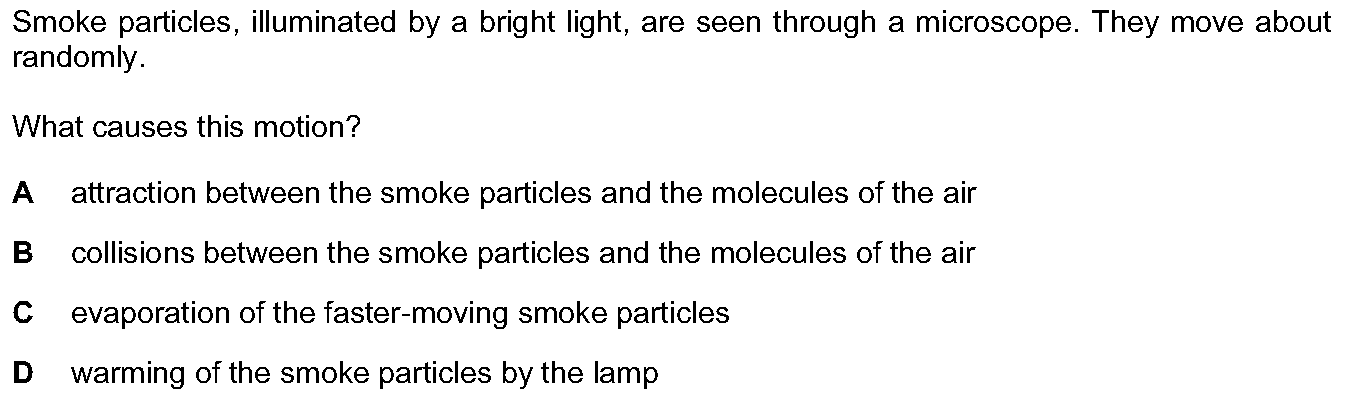 Smoke particles, illuminated by a bright light, are seen through a microscope. They move about
randomly.
What causes this motion?
A attraction between the smoke particles and the molecules of the air
B collisions between the smoke particles and the molecules of the air
C evaporation of the faster-moving smoke particles
D warming of the smoke particles by the lamp